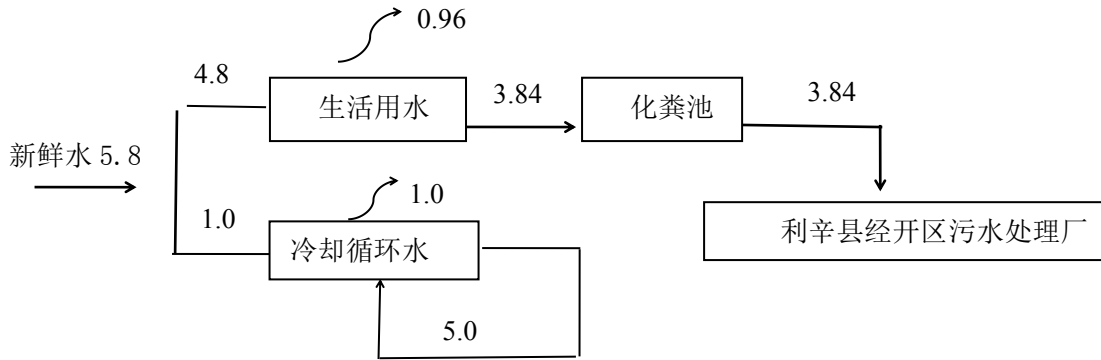 0.96
4.8
生活用水
3.84
化粪池
3.84
新鲜水 5.8
1.0
1.0
冷却循环水
利辛县经开区污水处理厂
5.0